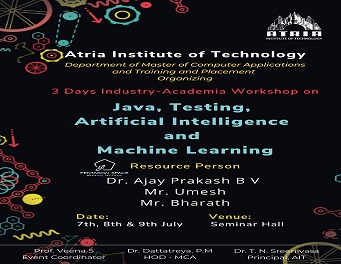 ATRIA
INSTITUTE OF TECHNOLOGY
Atria Institute of Technology
Department of Master of Computer Applications
and Training and Placement
Organizing
3 Days Industry-Academia Workshop on
Java, Testing,
Artificial Intelligence
and
Machine Learning
PENTAGON SPACE
Resource Person
Dr. Ajay Prakash B V
Mr. Umesh
Mr. Bharath
Date:
7th, 8th & 9th July
Venue:
Seminar Hall
Prof. Veena.S
Event Coordinator
Dr. Dattatreya. P.M
HOD - MCA
Dr. T. N. Sreenivasa
Principal, AIT